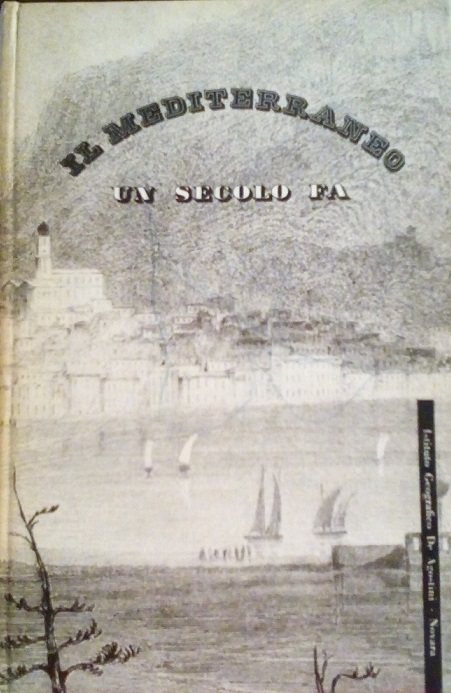 IL MEDITERRANEO
UN SECOLO FA
Istituto Geografico De Agostini - Novara